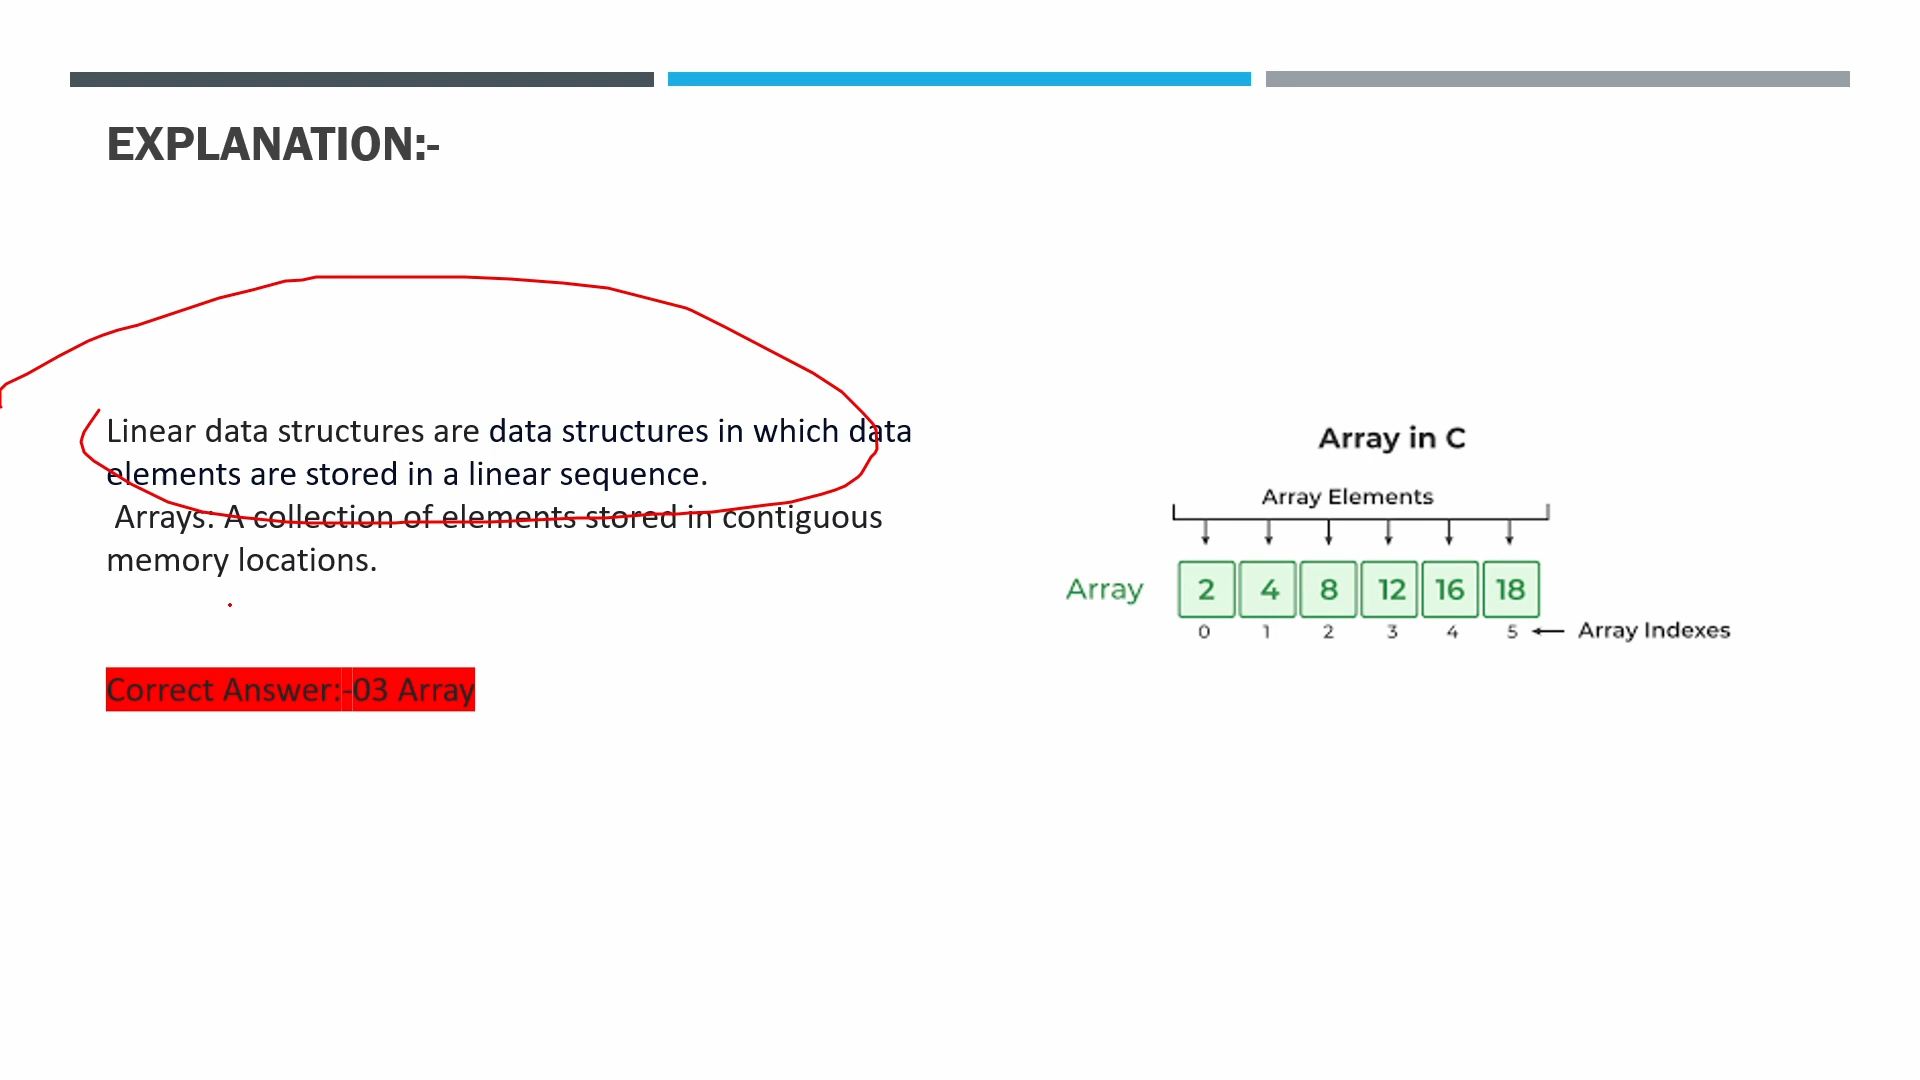 EXPLANATION:-
Linear data structures are data structures in which data
elements are stored in a linear sequence.
Arrays: A collection of elements stored in contiguous
memory locations.
Correct Answer:-03 Array
Array in C
Array Elements
Array 2 4 8 12 16 18
0 1 2 3 4 5 Array Indexes